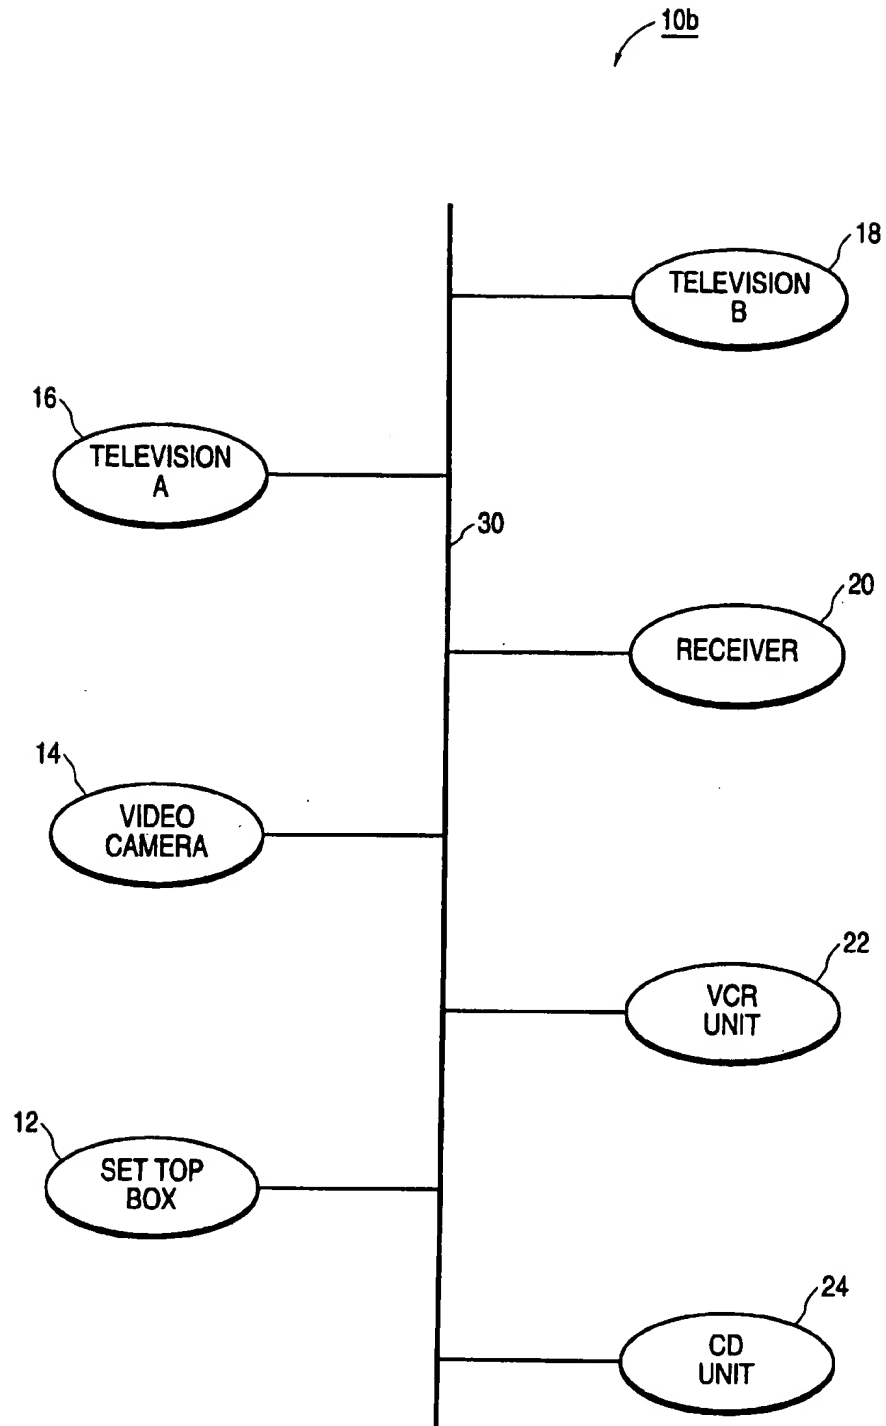 10b
18
TELEVISION
B
16
TELEVISION
A
30
20
RECEIVER
14
VIDEO
CAMERA
22
VCR
UNIT
12
SET TOP
BOX
24
CD
UNIT